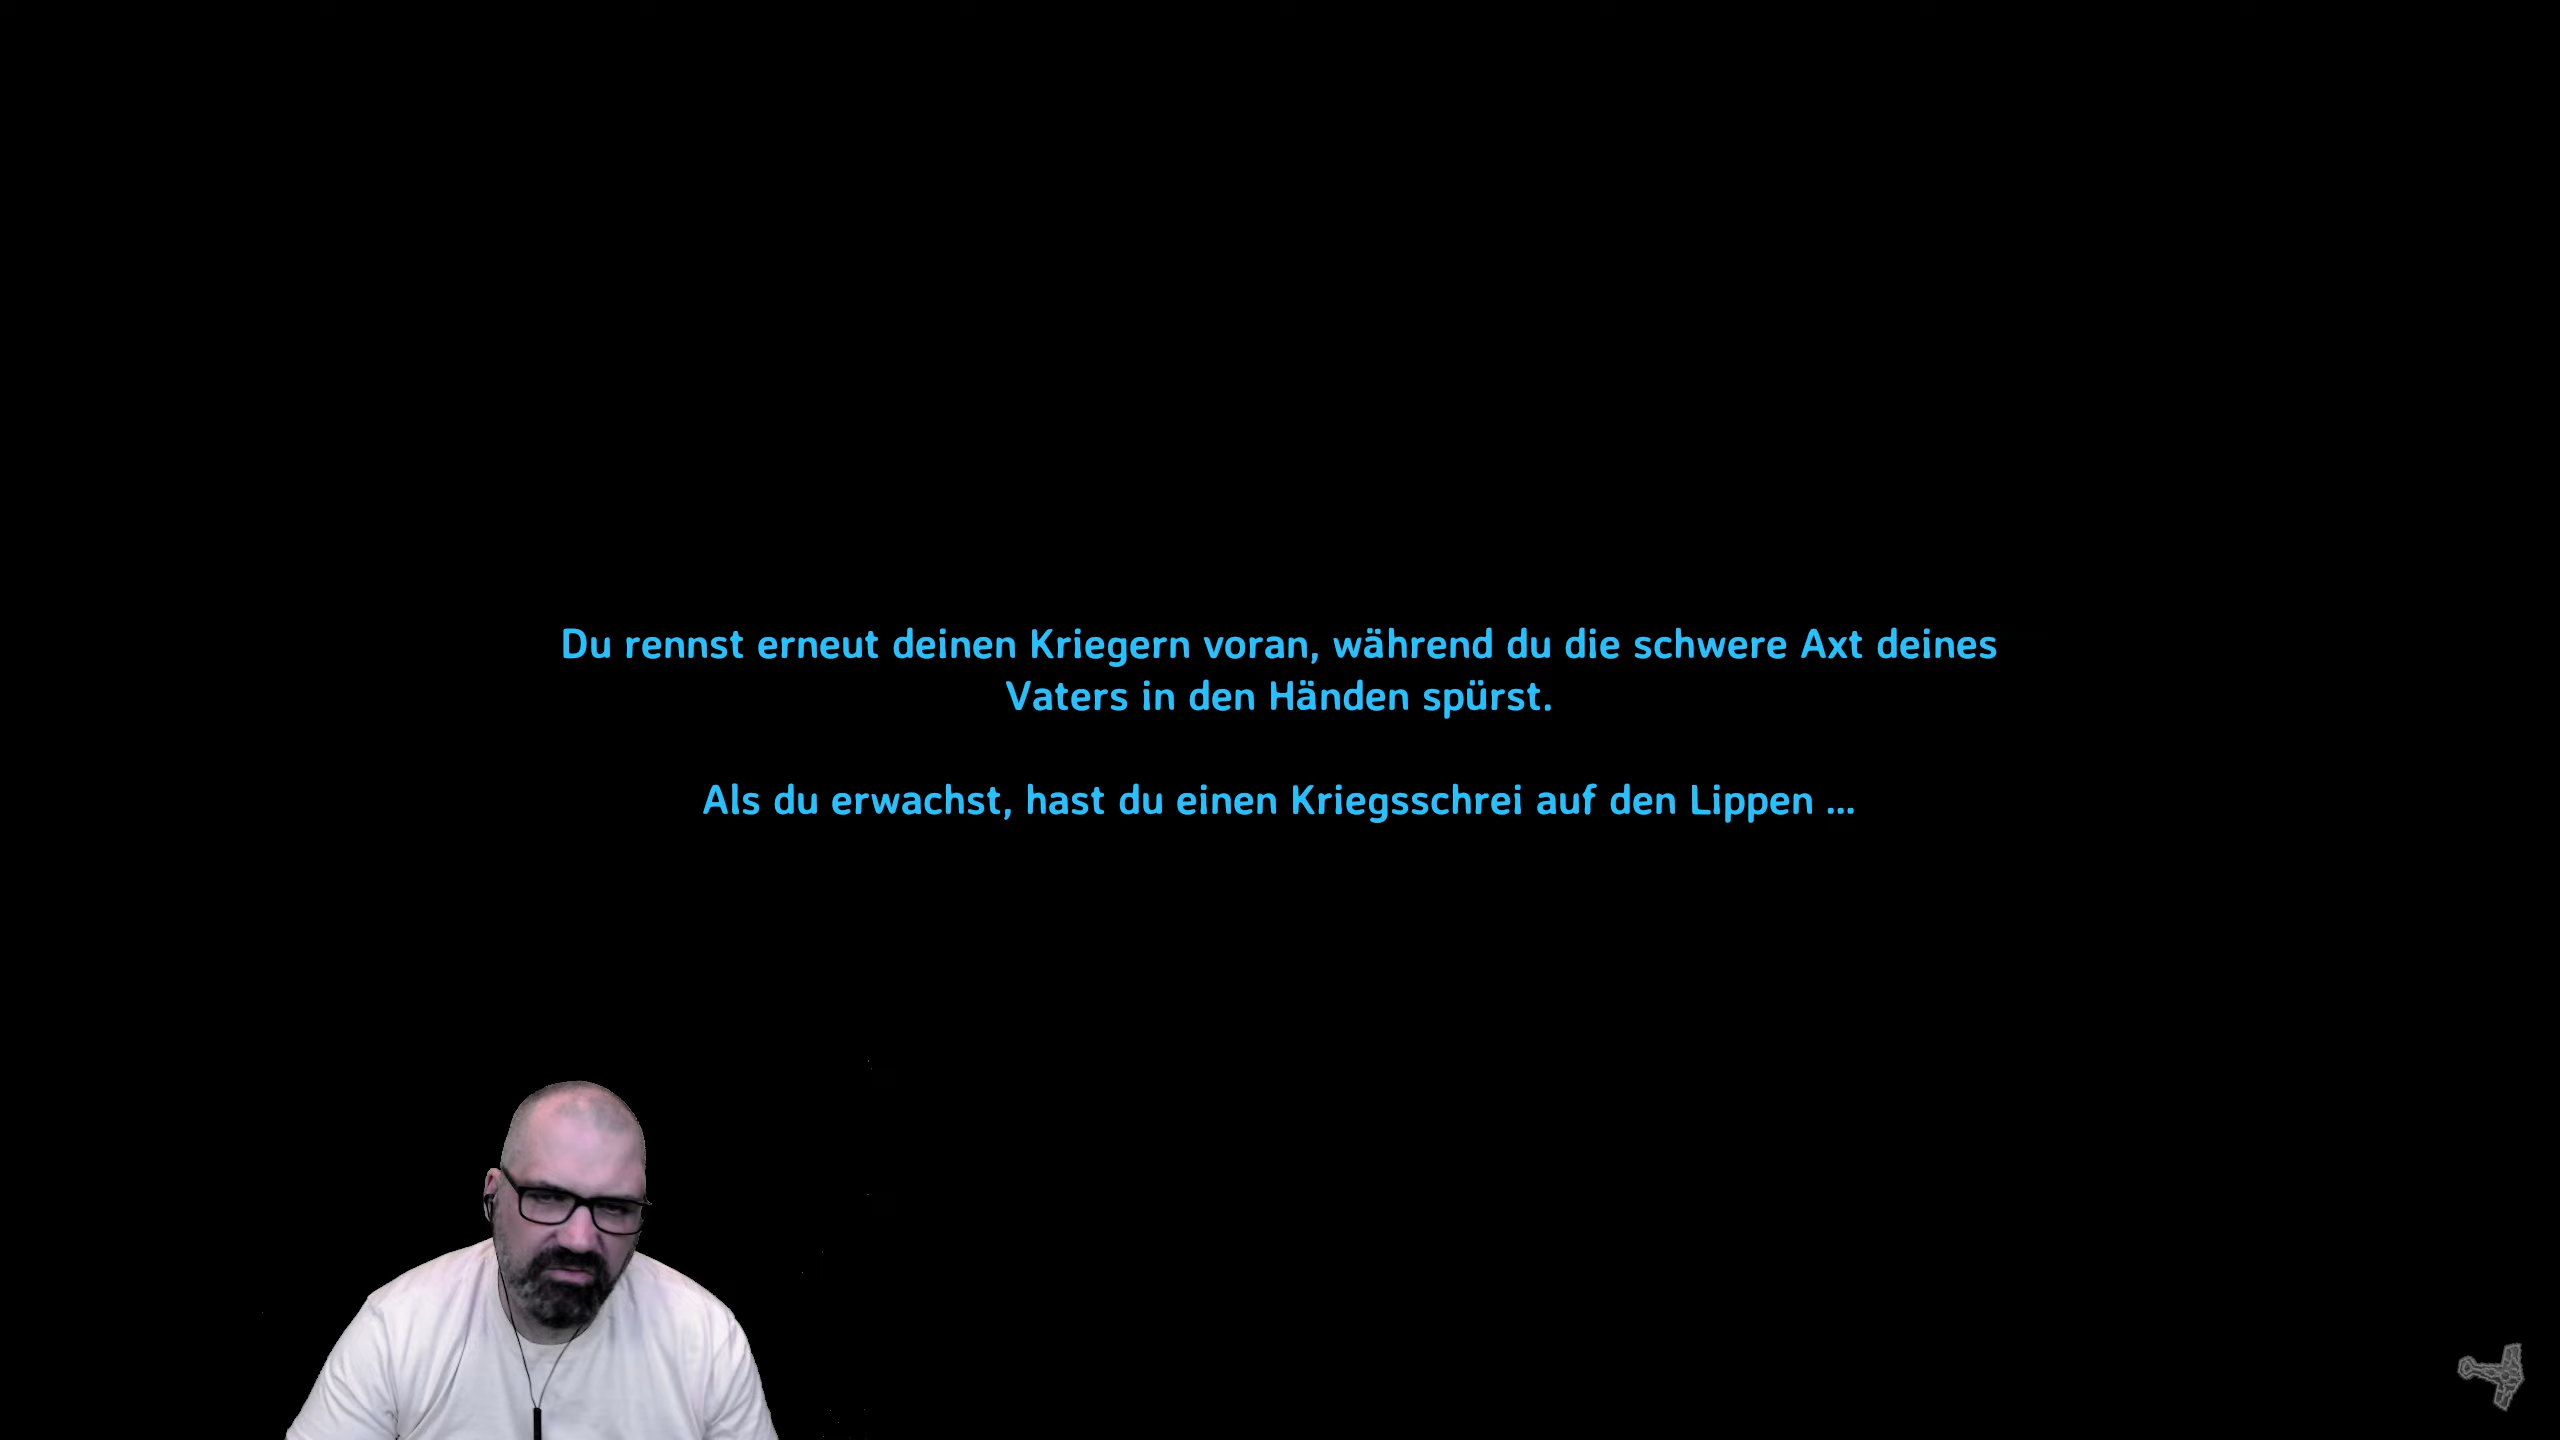 Du rennst erneut deinen Kriegern voran, während du die schwere Axt deines
Vaters in den Händen spürst.
Als du erwachst, hast du einen Kriegsschrei auf den Lippen ...